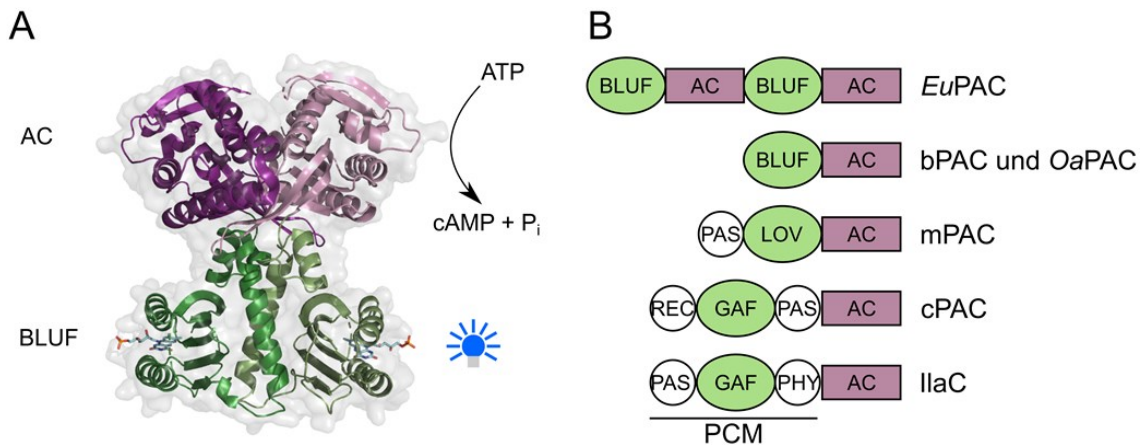 A
AC
BLUF
ATP
cAMP + Pi
B
BLUF AC BLUF AC EuPAC
BLUF AC bPAC und OaPAC
PAS LOV AC mPAC
REC GAF PAS AC cPAC
PAS GAF PHY AC IlaC
PCM